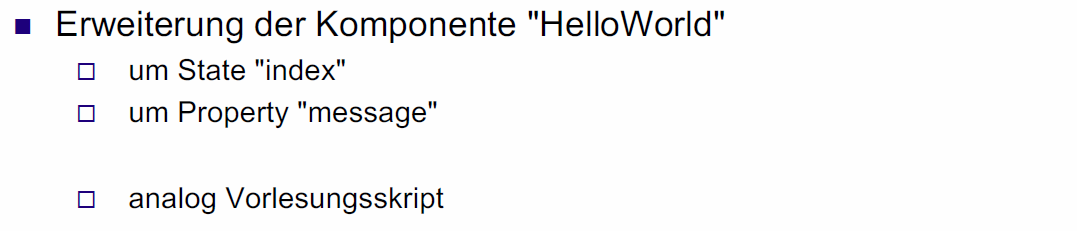 Erweiterung der Komponente "HelloWorld"
um State "index"
um Property "message"
analog Vorlesungsskript